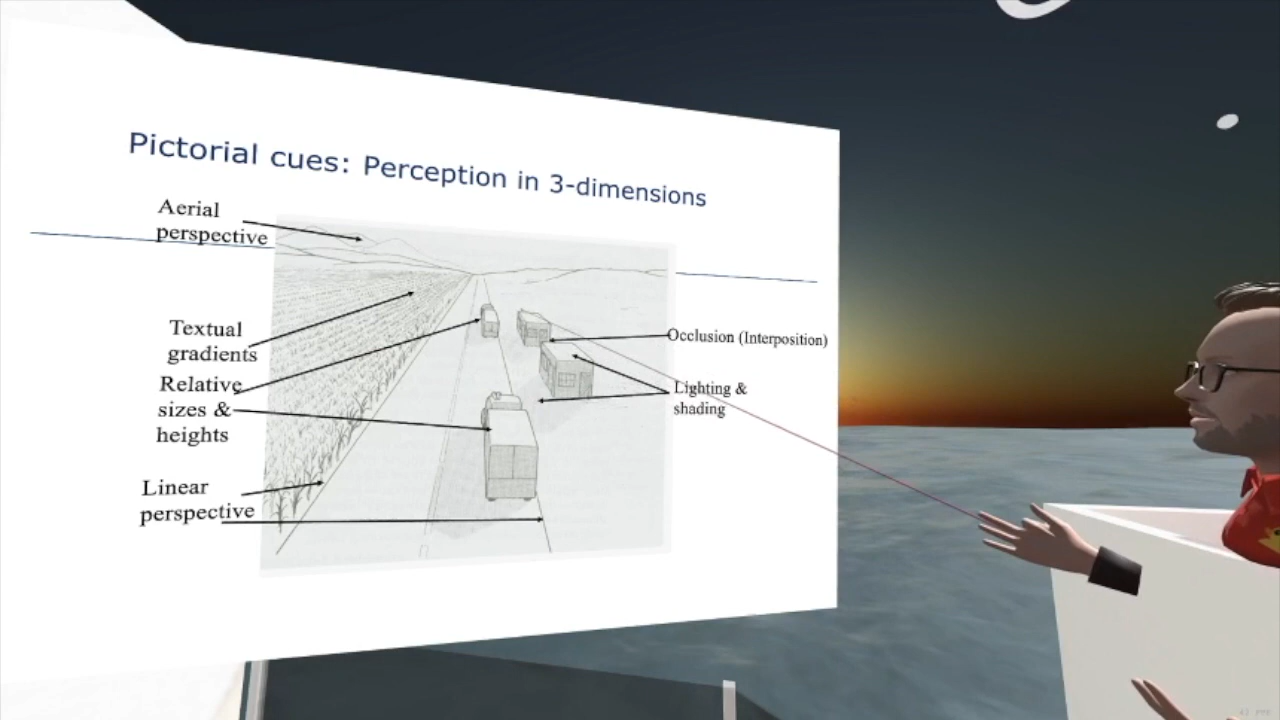 Pictorial cues: Perception in 3-dimensions
Aerial
perspective
Textual
gradients
Relative
sizes &
heights
Linear
perspective
Occlusion (Interposition)
Lighting &
shading